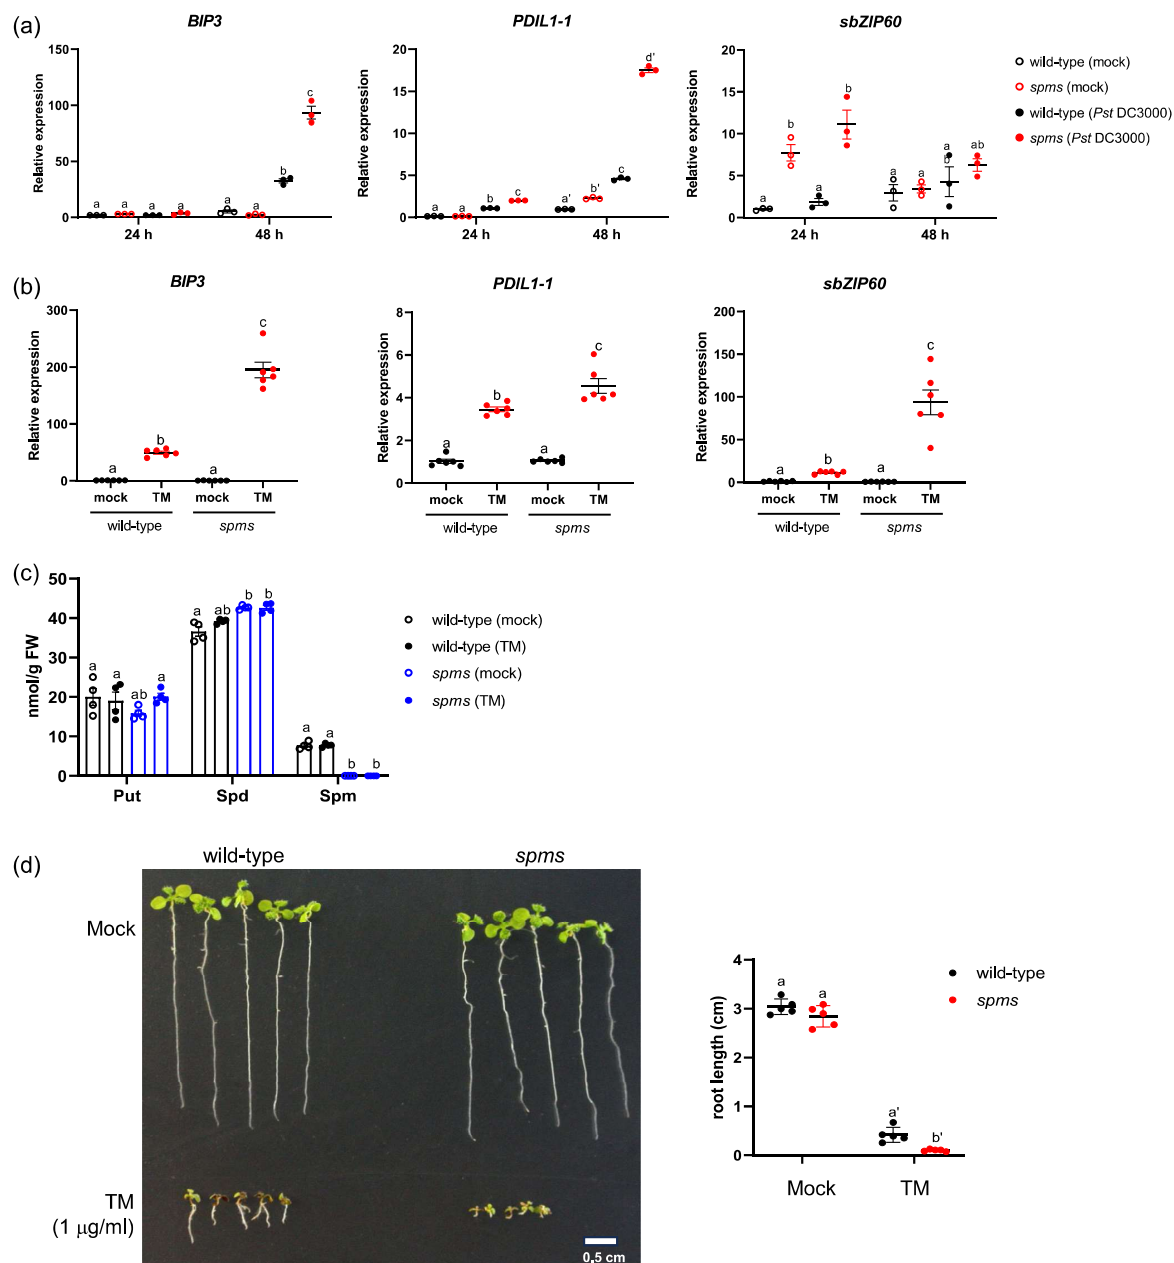 (a)
BIP3
PDIL1-1
sbZIP60
Relative expression
150
100
50
0
a a a a a a b c
24 h 48 h
Relative expression
20
15
10
5
0
a a b c a' b' c d'
24 h 48 h
Relative expression
20
15
10
5
0
a b a b a a a b ab
24 h 48 h
wild-type (mock)
spms (mock)
wild-type (Pst DC3000)
spms (Pst DC3000)
(b)
BIP3
PDIL1-1
sbZIP60
Relative expression
300
200
100
0
a b a c
mock TM mock TM
wild-type spms
Relative expression
8
6
4
2
0
a b a c
mock TM mock TM
wild-type spms
Relative expression
200
150
100
50
0
a b a c
mock TM mock TM
wild-type spms
(c)
nmol/g FW
50
40
30
20
10
0
a a ab a
a ab b b
a a b b
Put Spd Spm
wild-type (mock)
wild-type (TM)
spms (mock)
spms (TM)
(d)
wild-type spms
Mock
TM
(1 µg/ml)
0,5 cm
root length (cm)
4
3
2
1
0
a a a' b'
Mock TM
wild-type
spms